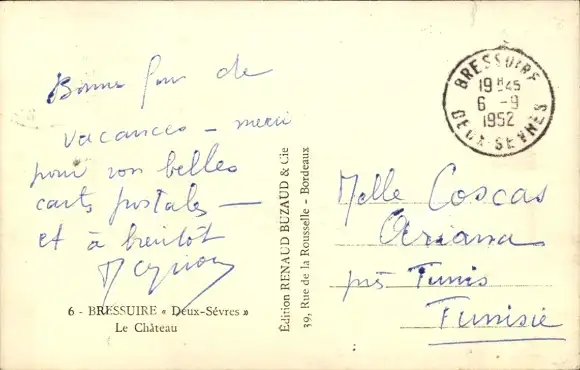 Bonne fin de
vacances - merci
pour vos belles
cartes postales -
et à bientôt
6 - BRESSUIRE « Deux-Sèvres »
Le Château
Édition RENAUD BUZAUD & Cie
39, Rue de la Rousselle - Bordeaux
BRESSUIRE
19 H 45
6 - 9
1952
DEUX-SEVRES
Melle Coscas
Ariana
près Tunis
Tunisie